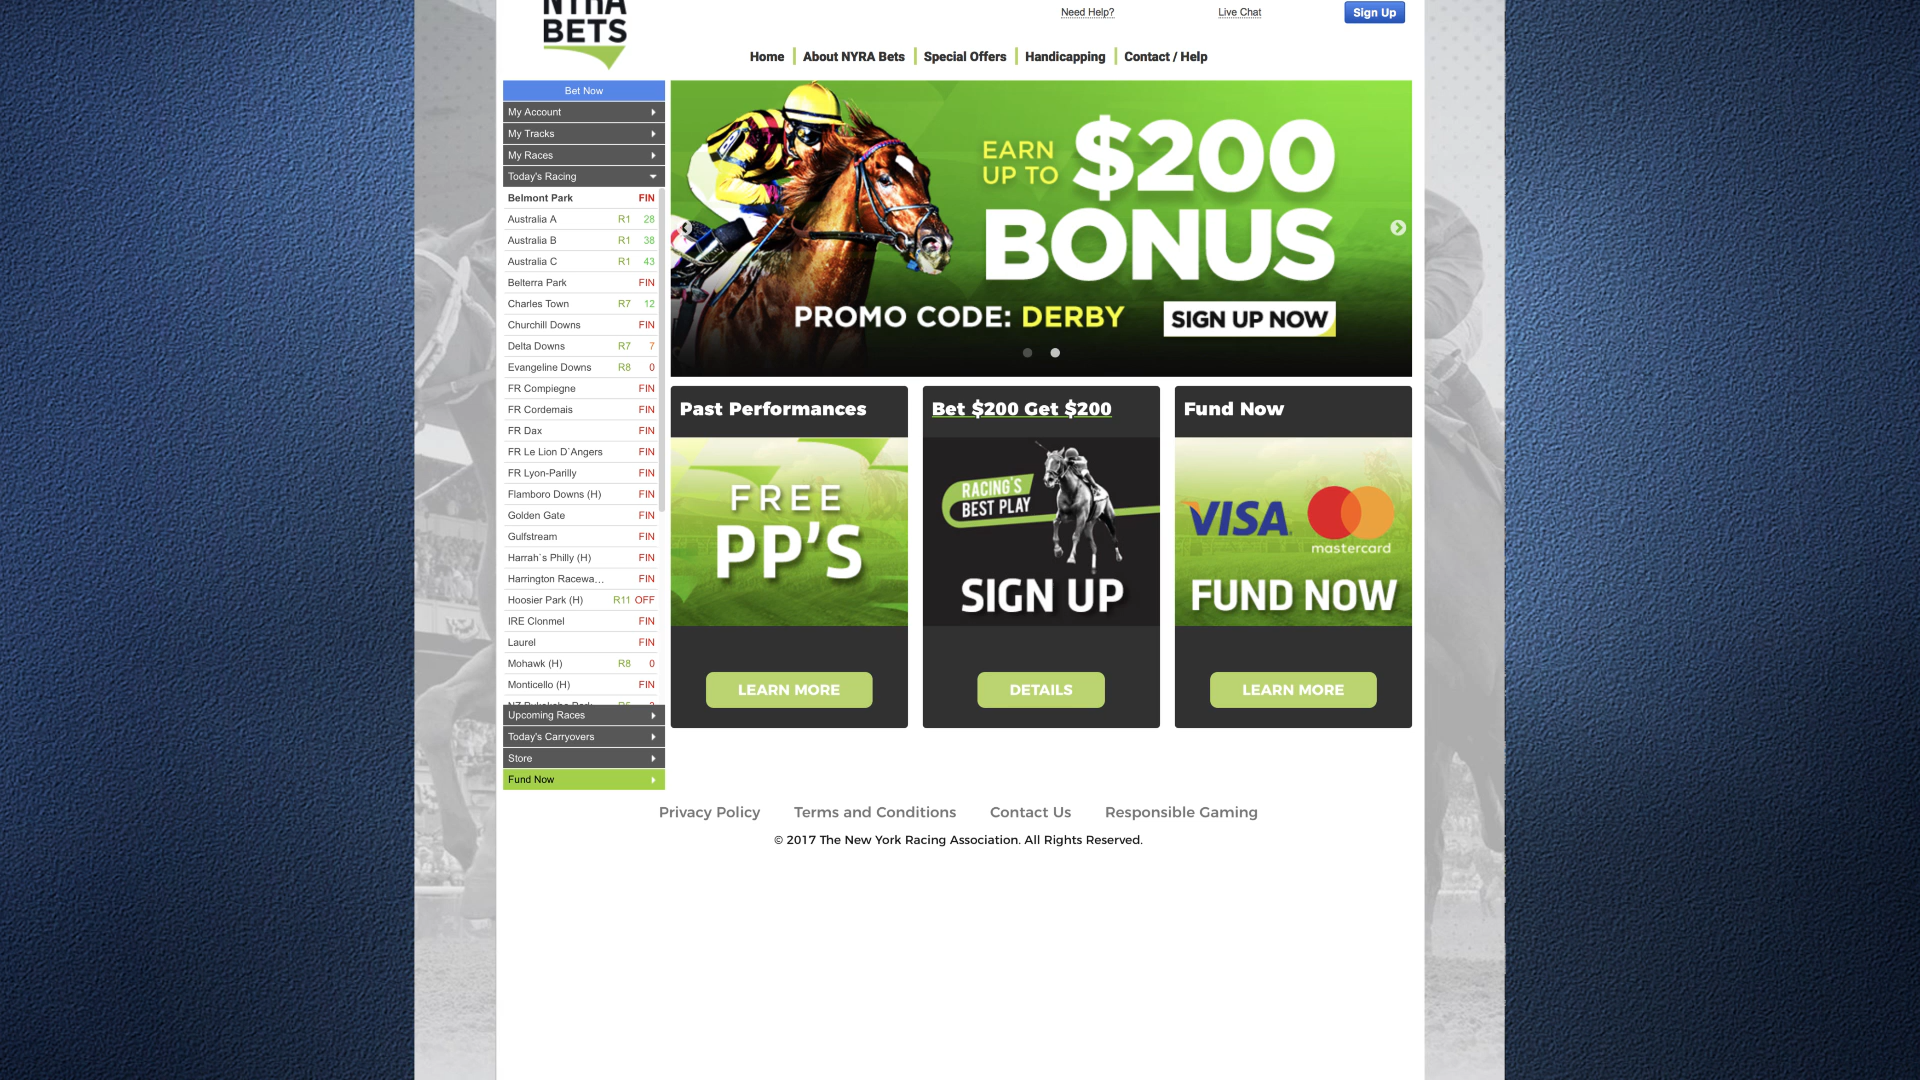 NYRA
BETS
Need Help?
Live Chat
Sign Up
Home
About NYRA Bets
Special Offers
Handicapping
Contact / Help
Bet Now
My Account
My Tracks
My Races
Today's Racing
Belmont Park FIN
Australia A R1 28
Australia B R1 38
Australia C R1 43
Belterra Park FIN
Charles Town R7 12
Churchill Downs FIN
Delta Downs R7 7
Evangeline Downs R8 0
FR Compiegne FIN
FR Cordemais FIN
FR Dax FIN
FR Le Lion D`Angers FIN
FR Lyon-Parilly FIN
Flamboro Downs (H) FIN
Golden Gate FIN
Gulfstream FIN
Harrah`s Philly (H) FIN
Harrington Racewa... FIN
Hoosier Park (H) R11 OFF
IRE Clonmel FIN
Laurel FIN
Mohawk (H) R8 0
Monticello (H) FIN
Upcoming Races
Today's Carryovers
Store
Fund Now
EARN
UP TO
$200
BONUS
PROMO CODE: DERBY
SIGN UP NOW
Past Performances
FREE
PP'S
LEARN MORE
Bet $200 Get $200
RACING'S
BEST PLAY
SIGN UP
DETAILS
Fund Now
VISA
mastercard
FUND NOW
LEARN MORE
Privacy Policy
Terms and Conditions
Contact Us
Responsible Gaming
© 2017 The New York Racing Association. All Rights Reserved.